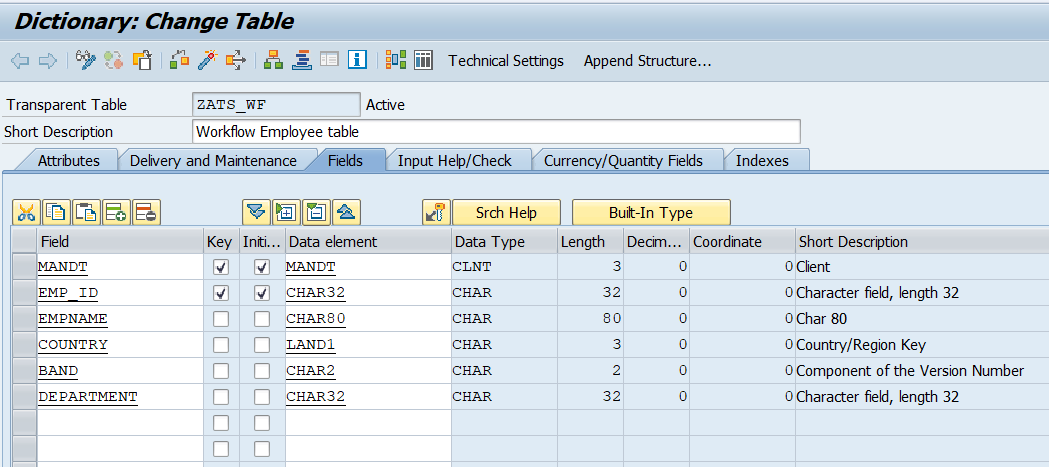 Dictionary: Change Table
Technical Settings Append Structure...
Transparent Table ZATS_WF Active
Short Description Workflow Employee table
Attributes Delivery and Maintenance Fields Input Help/Check Currency/Quantity Fields Indexes
Srch Help Built-In Type
Field Key Initi... Data element Data Type Length Decim... Coordinate Short Description
MANDT MANDT CLNT 3 0 0 Client
EMP_ID CHAR32 CHAR 32 0 0 Character field, length 32
EMPNAME CHAR80 CHAR 80 0 0 Char 80
COUNTRY LAND1 CHAR 3 0 0 Country/Region Key
BAND CHAR2 CHAR 2 0 0 Component of the Version Number
DEPARTMENT CHAR32 CHAR 32 0 0 Character field, length 32